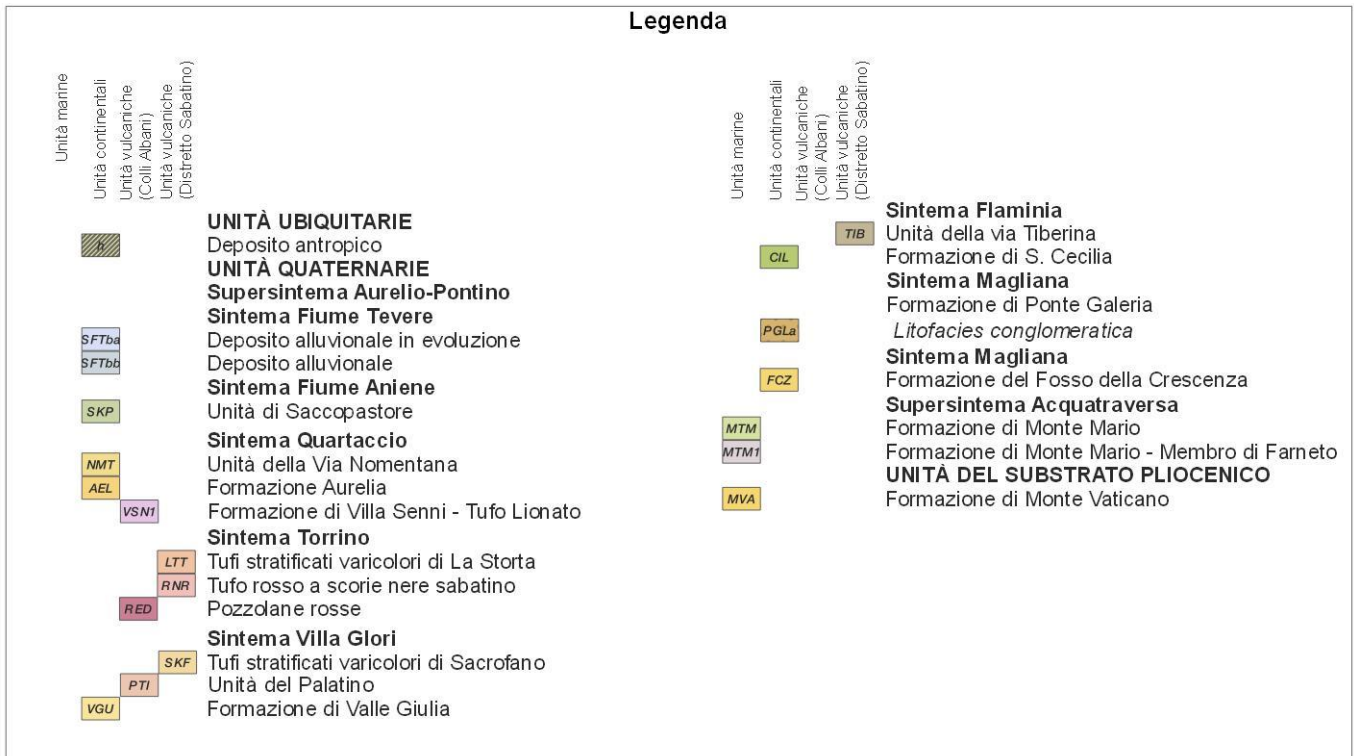 Legenda
Unità marine
Unità continentali
Unità vulcaniche
(Colli Albani)
Unità vulcaniche
(Distretto Sabatino)
UNITÀ UBIQUITARIE
h Deposito antropico
UNITÀ QUATERNARIE
Supersintema Aurelio-Pontino
Sintema Fiume Tevere
SFTba Deposito alluvionale in evoluzione
SFTbb Deposito alluvionale
Sintema Fiume Aniene
SKP Unità di Saccopastore
Sintema Quartaccio
NMT Unità della Via Nomentana
AEL Formazione Aurelia
VSN1 Formazione di Villa Senni - Tufo Lionato
Sintema Torrino
LTT Tufi stratificati varicolori di La Storta
RNR Tufo rosso a scorie nere sabatino
RED Pozzolane rosse
Sintema Villa Glori
SKF Tufi stratificati varicolori di Sacrofano
PTI Unità del Palatino
VGU Formazione di Valle Giulia
Unità marine
Unità continentali
Unità vulcaniche
(Colli Albani)
Unità vulcaniche
(Distretto Sabatino)
Sintema Flaminia
TIB Unità della via Tiberina
CIL Formazione di S. Cecilia
Sintema Magliana
Formazione di Ponte Galeria
PGLa Litofacies conglomeratica
Sintema Magliana
FCZ Formazione del Fosso della Crescenza
Supersintema Acquatraversa
MTM Formazione di Monte Mario
MTM1 Formazione di Monte Mario - Membro di Farneto
UNITÀ DEL SUBSTRATO PLIOCENICO
MVA Formazione di Monte Vaticano